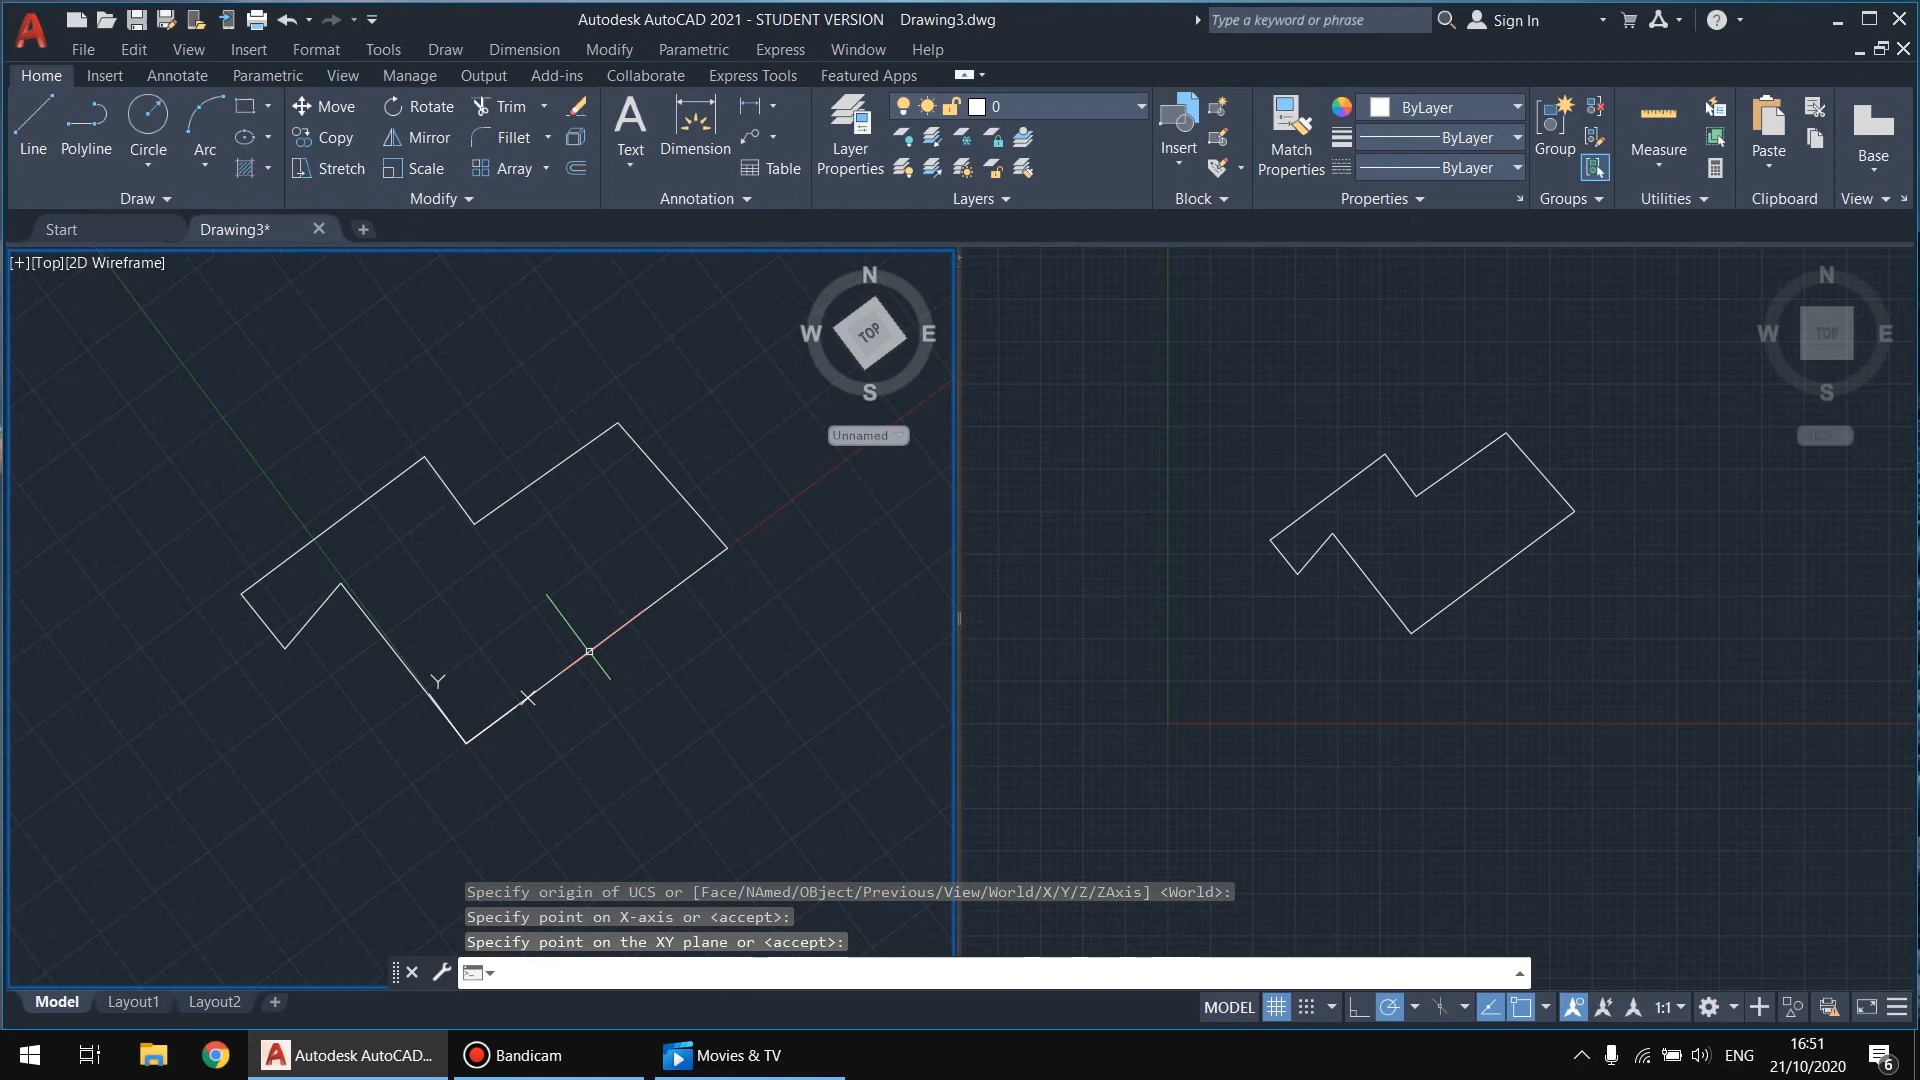 Autodesk AutoCAD 2021 - STUDENT VERSION Drawing3.dwg
Type a keyword or phrase
Sign In
File Edit View Insert Format Tools Draw Dimension Modify Parametric Express Window Help
Home Insert Annotate Parametric View Manage Output Add-ins Collaborate Express Tools Featured Apps
Line
Polyline
Circle
Arc
Move
Rotate
Trim
Copy
Mirror
Fillet
Stretch
Scale
Array
Text
Dimension
Table
Layer
Properties
0
Insert
Match
Properties
ByLayer
ByLayer
ByLayer
Group
Measure
Paste
Base
Draw
Modify
Annotation
Layers
Block
Properties
Groups
Utilities
Clipboard
View
Start
Drawing3*
[+][Top][2D Wireframe]
N
W
TOP
E
S
Unnamed
N
W
TOP
E
S
WCS
Y
X
Specify origin of UCS or [Face/NAmed/OBject/Previous/View/World/X/Y/Z/ZAxis] <World>:
Specify point on X-axis or <accept>:
Specify point on the XY plane or <accept>:
Model
Layout1
Layout2
MODEL
1:1
Autodesk AutoCAD...
Bandicam
Movies & TV
ENG
16:51
21/10/2020
6